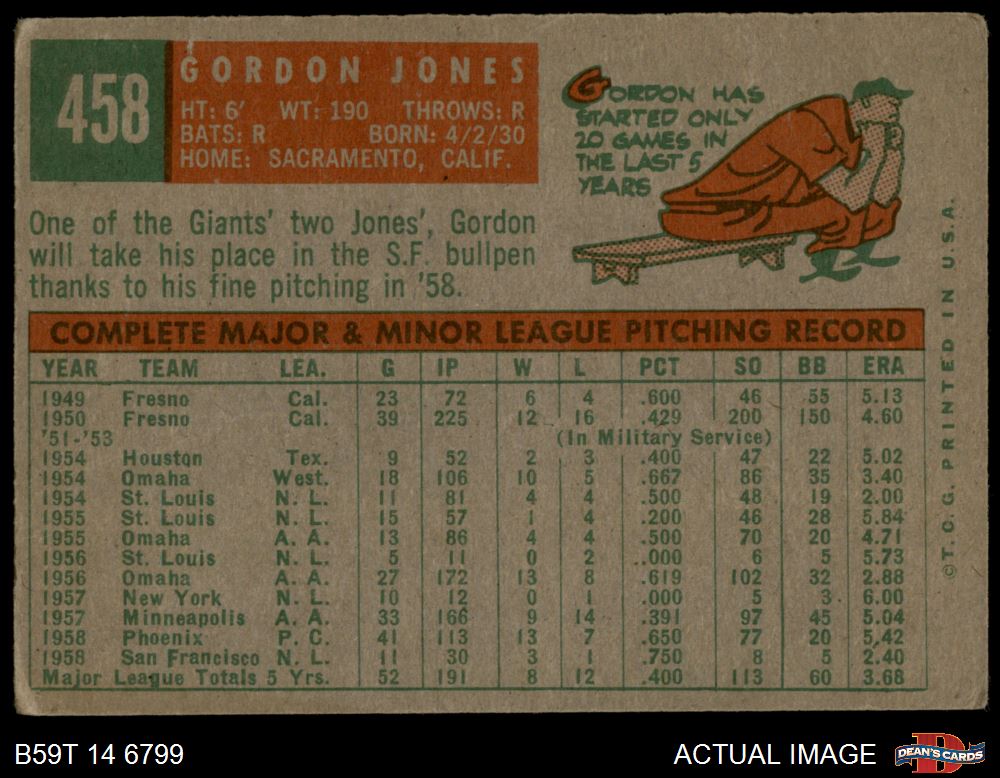 458
GORDON JONES
HT: 6' WT: 190 THROWS: R
BATS: R BORN: 4/2/30
HOME: SACRAMENTO, CALIF.
GORDON HAS
STARTED ONLY
20 GAMES IN
THE LAST 5
YEARS
One of the Giants' two Jones', Gordon
will take his place in the S.F. bullpen
thanks to his fine pitching in '58.
COMPLETE MAJOR & MINOR LEAGUE PITCHING RECORD
YEAR TEAM LEA. G IP W L PCT SO BB ERA
1949 Fresno Cal. 23 72 6 4 .600 46 55 5.13
1950 Fresno Cal. 39 225 12 16 .429 200 150 4.60
'51-'53 (In Military Service)
1954 Houston Tex. 9 52 2 3 .400 47 22 5.02
1954 Omaha West. 18 106 10 5 .667 86 35 3.40
1954 St. Louis N. L. 11 81 4 4 .500 48 19 2.00
1955 St. Louis N. L. 15 57 1 4 .200 46 28 5.84
1955 Omaha A. A. 13 86 4 4 .500 70 20 4.71
1956 St. Louis N. L. 5 11 0 2 .000 6 5 5.73
1956 Omaha A. A. 27 172 13 8 .619 102 32 2.88
1957 New York N. L. 10 12 0 1 .000 5 3 6.00
1957 Minneapolis A. A. 33 166 9 14 .391 97 45 5.04
1958 Phoenix P. C. 41 113 13 7 .650 77 20 5.42
1958 San Francisco N. L. 11 30 3 1 .750 8 5 2.40
Major League Totals 5 Yrs. 52 191 8 12 .400 113 60 3.68
©T.C.G. PRINTED IN U.S.A.
B59T 14 6799
ACTUAL IMAGE
DEAN'S CARDS